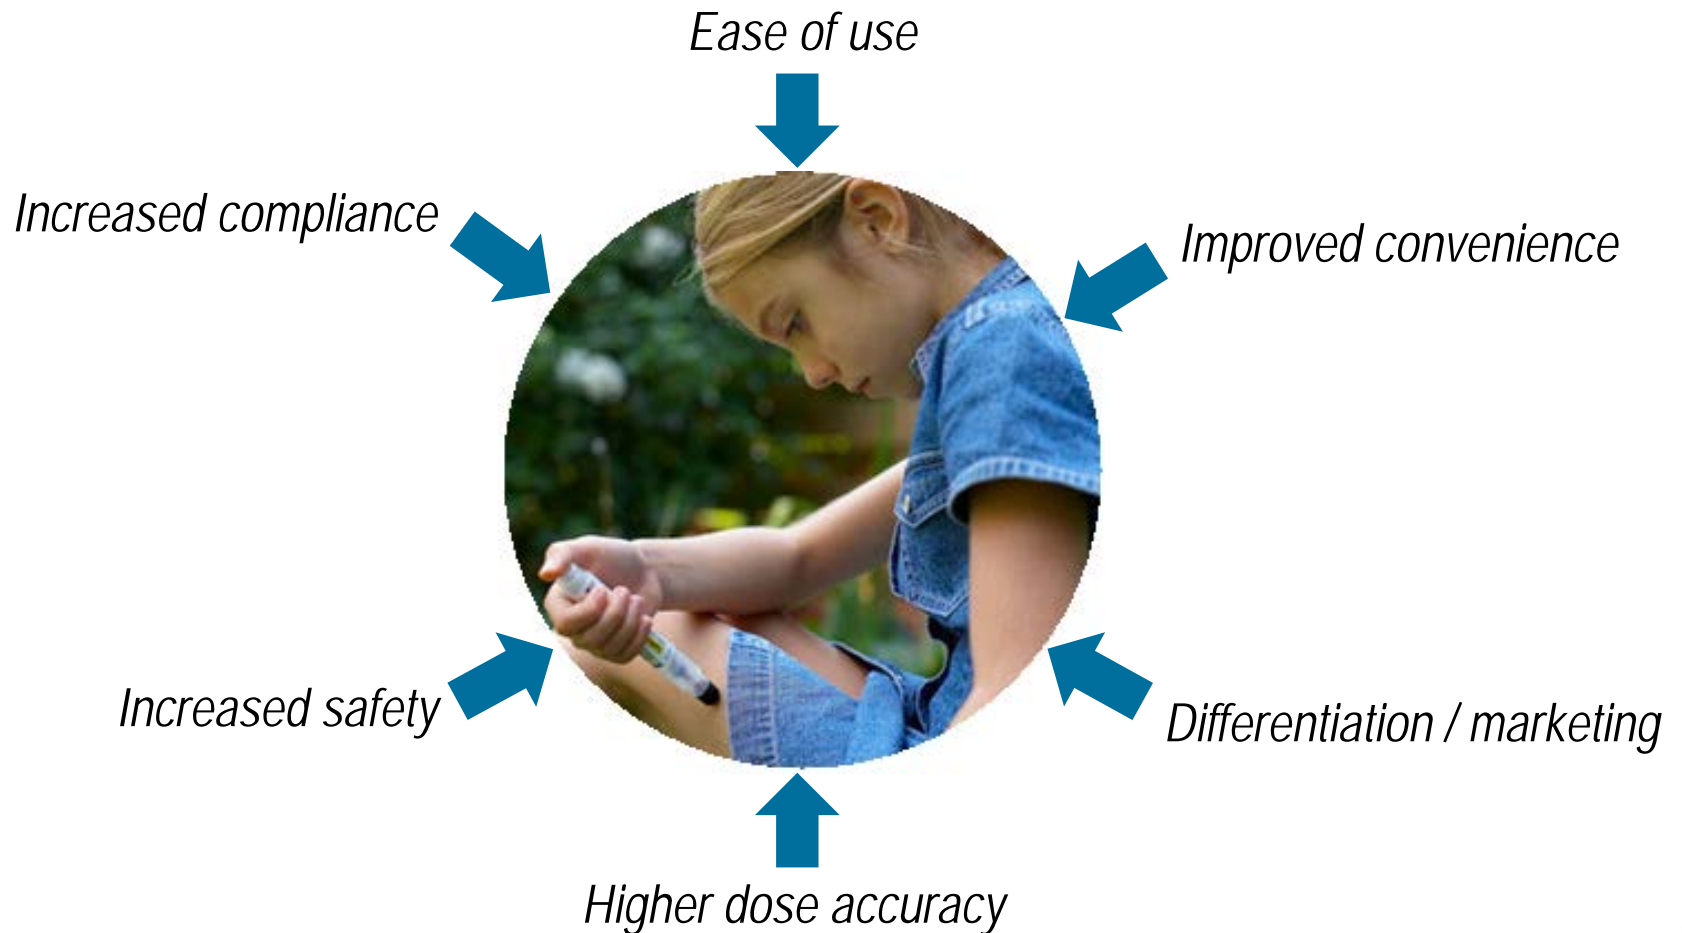 Ease of use
Increased compliance
Improved convenience
Increased safety
Differentiation / marketing
Higher dose accuracy